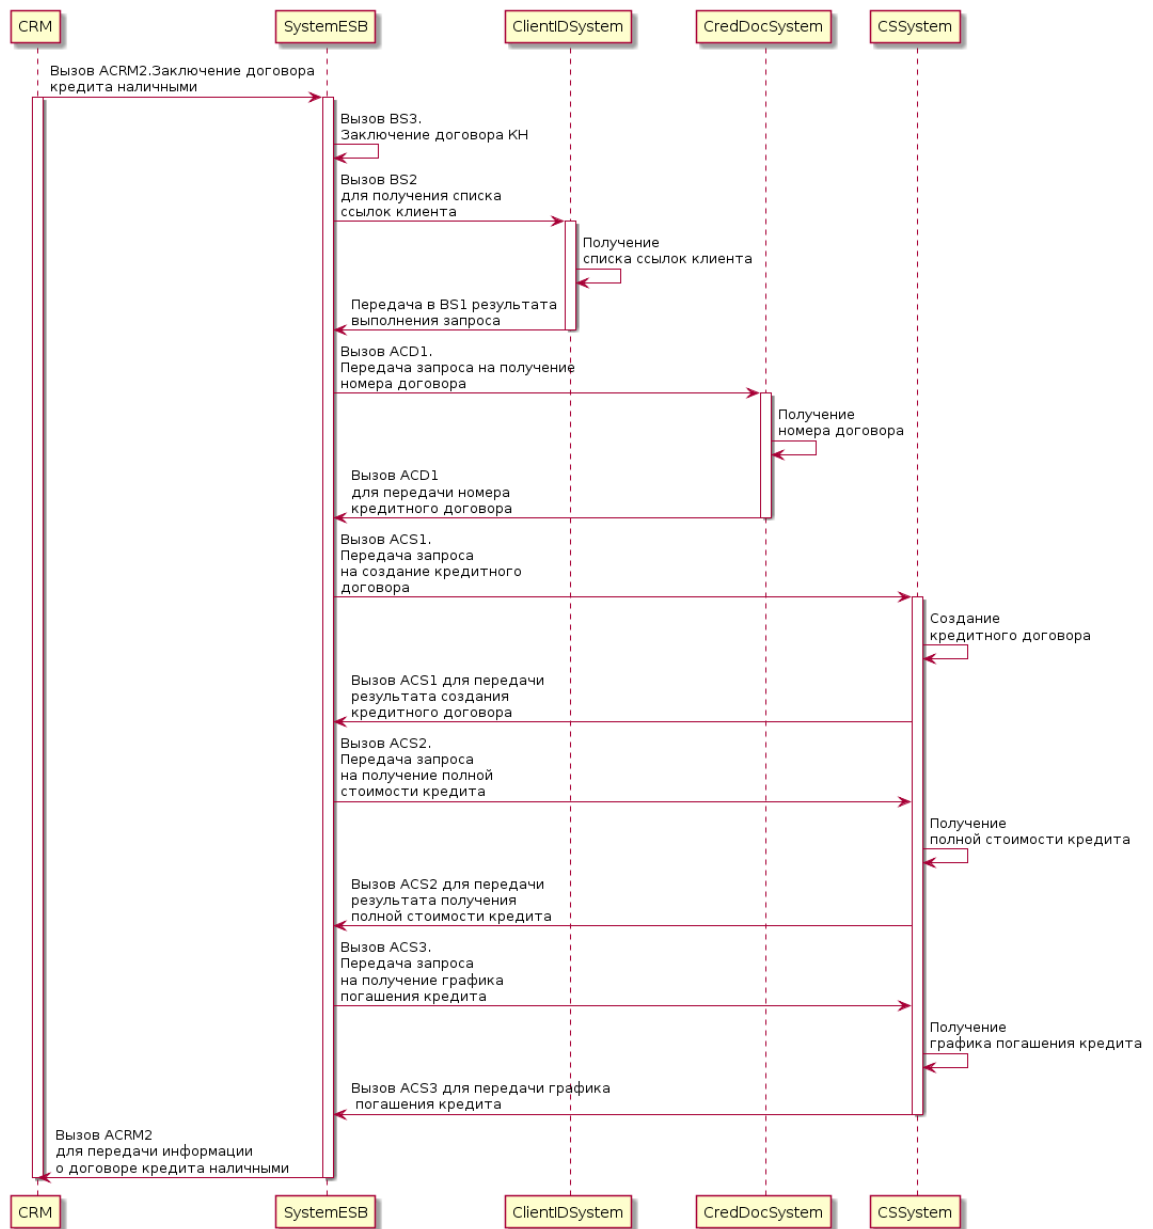 CRM
SystemESB
ClientIDSystem
CredDocSystem
CSSystem
Вызов ACRM2.Заключение договора
кредита наличными
Вызов BS3.
Заключение договора КН
Вызов BS2
для получения списка
ссылок клиента
Получение
списка ссылок клиента
Передача в BS1 результата
выполнения запроса
Вызов ACD1.
Передача запроса на получение
номера договора
Получение
номера договора
Вызов ACD1
для передачи номера
кредитного договора
Вызов ACS1.
Передача запроса
на создание кредитного
договора
Создание
кредитного договора
Вызов ACS1 для передачи
результата создания
кредитного договора
Вызов ACS2.
Передача запроса
на получение полной
стоимости кредита
Получение
полной стоимости кредита
Вызов ACS2 для передачи
результата получения
полной стоимости кредита
Вызов ACS3.
Передача запроса
на получение графика
погашения кредита
Получение
графика погашения кредита
Вызов ACS3 для передачи графика
погашения кредита
Вызов ACRM2
для передачи информации
о договоре кредита наличными
CRM
SystemESB
ClientIDSystem
CredDocSystem
CSSystem